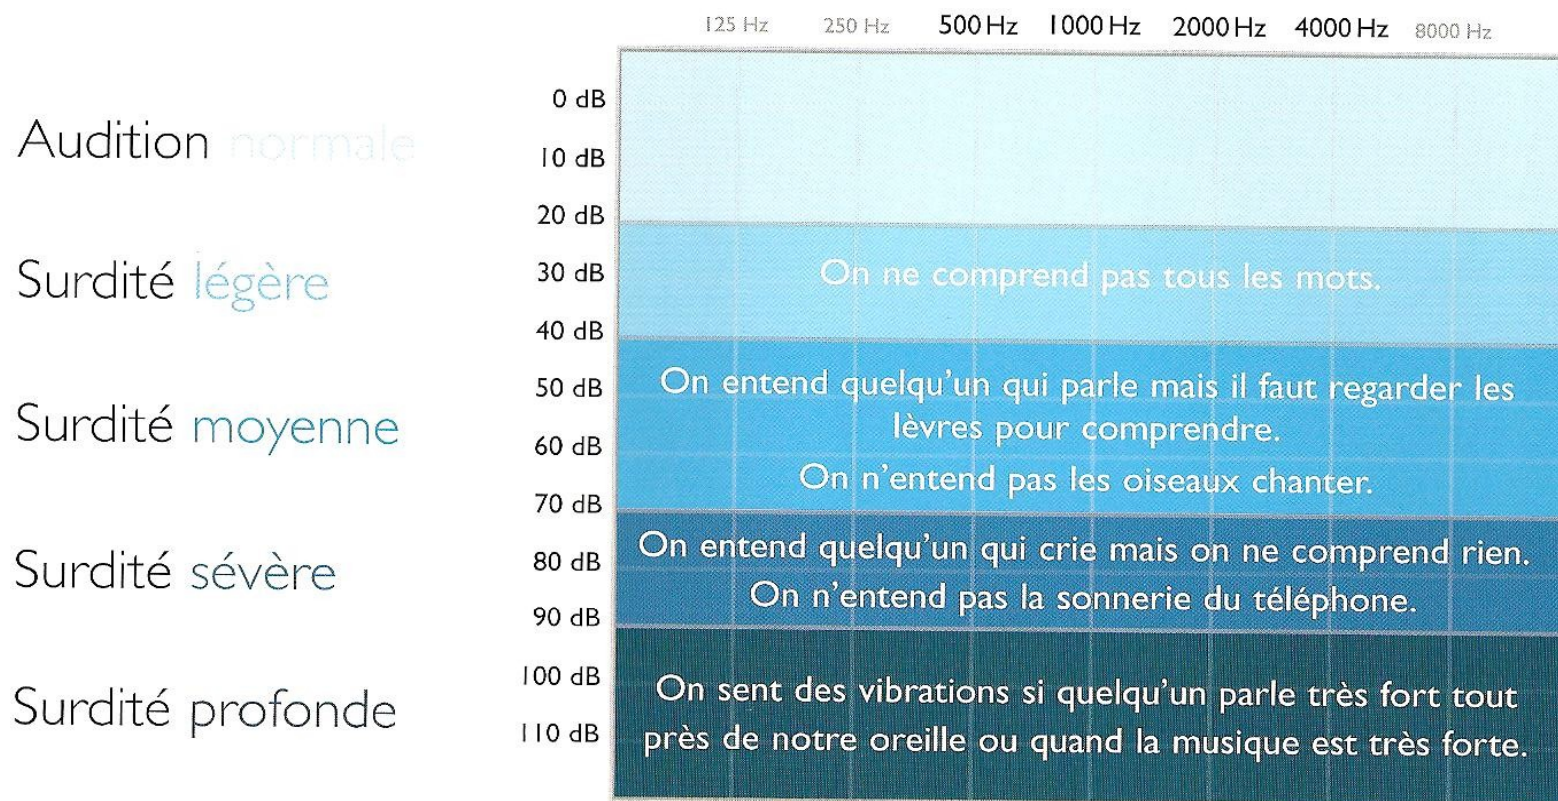 125 Hz 250 Hz 500 Hz 1000 Hz 2000 Hz 4000 Hz 8000 Hz
0 dB
Audition normale
10 dB
20 dB
Surdité légère
30 dB
On ne comprend pas tous les mots.
40 dB
50 dB
On entend quelqu'un qui parle mais il faut regarder les
lèvres pour comprendre.
Surdité moyenne
60 dB
On n'entend pas les oiseaux chanter.
70 dB
On entend quelqu'un qui crie mais on ne comprend rien.
Surdité sévère
80 dB
On n'entend pas la sonnerie du téléphone.
90 dB
100 dB
On sent des vibrations si quelqu'un parle très fort tout
Surdité profonde
110 dB
près de notre oreille ou quand la musique est très forte.